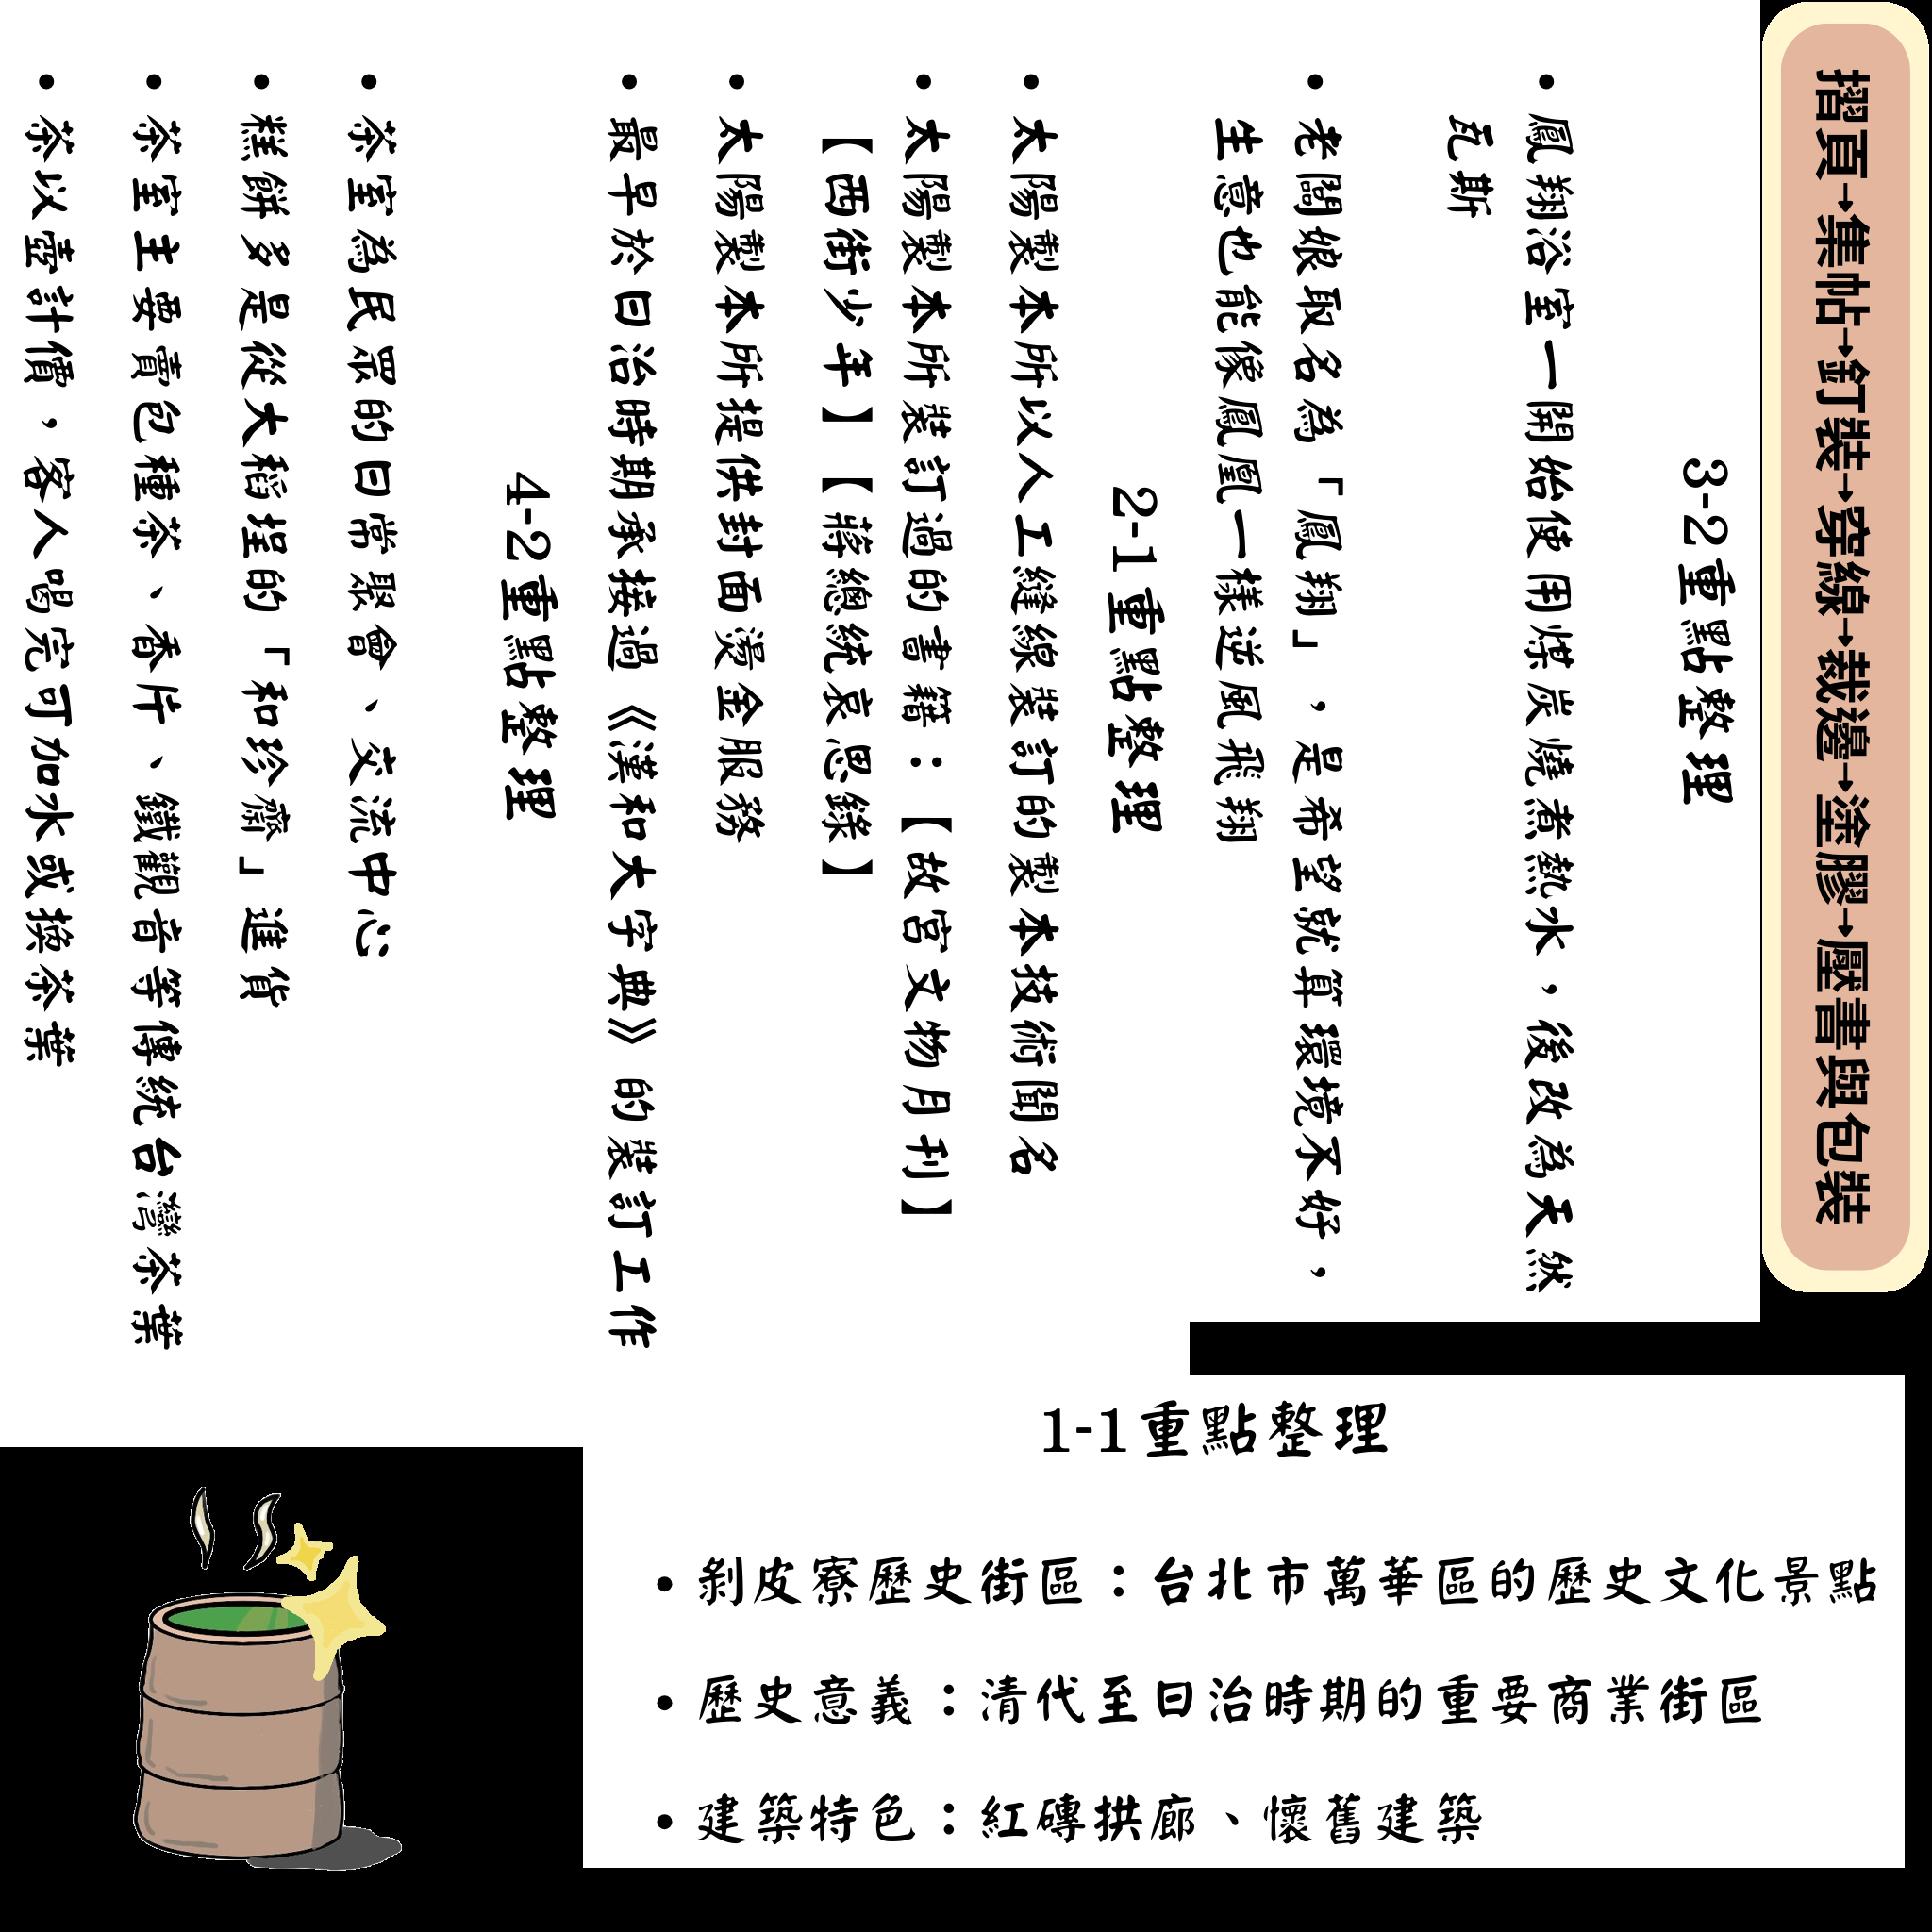 摺頁→集帖→釘裝→穿線→裁邊→塗膠→壓書與包裝
3-2重點整理
• 鳳翔浴室一開始使用煤炭燒煮熱水，後改為天然
瓦斯
• 老闆娘取名為「鳳翔」，是希望就算環境不好，
生意也能像鳳凰一樣逆風飛翔
2-1重點整理
• 太陽製本所以人工縫線裝訂的製本技術聞名
• 太陽製本所裝訂過的書籍：【故宮文物月刊】
【西街少年】【蔣總統哀思錄】
• 太陽製本所提供封面燙金服務
• 最早於日治時期承接過《漢和大字典》的裝訂工作
4-2重點整理
• 茶室為民眾的日常聚會、交流中心
• 糕餅多是從大稻埕的「和珍齋」進貨
• 茶室主要賣包種茶、香片、鐵觀音等傳統台灣茶葉
• 茶以壺計價，客人喝完可加水或換茶葉
1-1重點整理
• 剝皮寮歷史街區：台北市萬華區的歷史文化景點
• 歷史意義：清代至日治時期的重要商業街區
• 建築特色：紅磚拱廊、懷舊建築